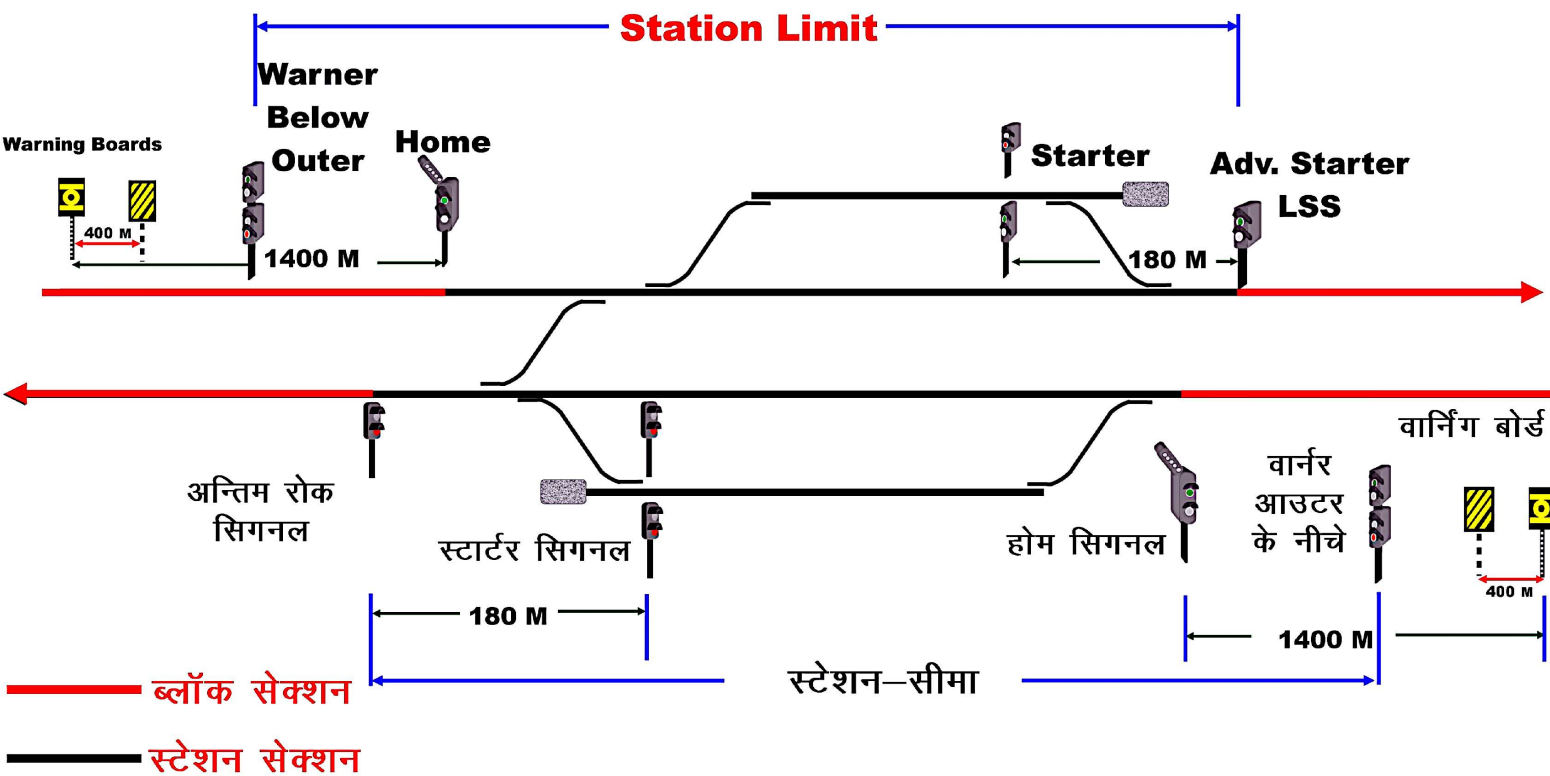 Station Limit
Warner
Below
Outer
Warning Boards
Home
Starter
Adv. Starter
LSS
400 M
1400 M
180 M
वार्निंग बोर्ड
अन्तिम रोक
सिगनल
स्टार्टर सिगनल
होम सिगनल
वार्नर
आउटर
के नीचे
400 M
180 M
1400 M
स्टेशन–सीमा
ब्लॉक सेक्शन
स्टेशन सेक्शन